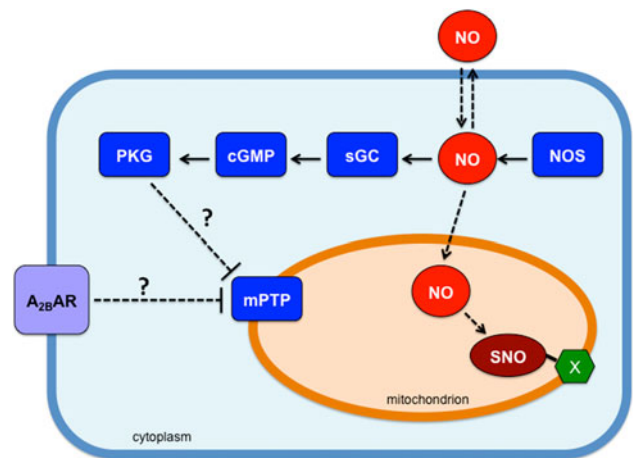 NO
PKG
cGMP
sGC
NO
NOS
?
A₂BAR
?
mPTP
NO
SNO
X
mitochondrion
cytoplasm